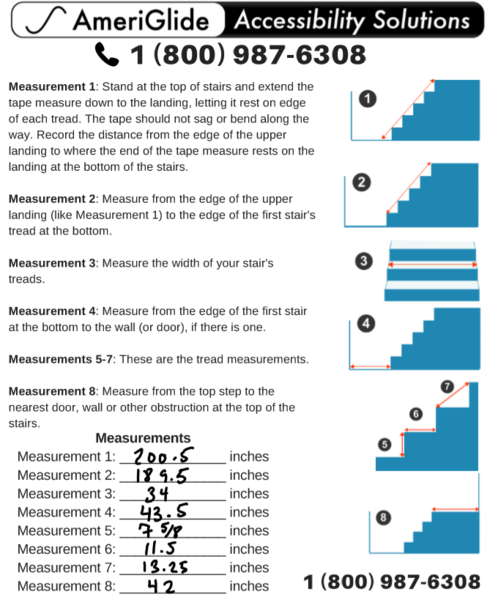 AmeriGlide Accessibility Solutions
1 (800) 987-6308
Measurement 1: Stand at the top of stairs and extend the
tape measure down to the landing, letting it rest on edge
of each tread. The tape should not sag or bend along the
way. Record the distance from the edge of the upper
landing to where the end of the tape measure rests on the
landing at the bottom of the stairs.
Measurement 2: Measure from the edge of the upper
landing (like Measurement 1) to the edge of the first stair's
tread at the bottom.
Measurement 3: Measure the width of your stair's
treads.
Measurement 4: Measure from the edge of the first stair
at the bottom to the wall (or door), if there is one.
Measurements 5-7: These are the tread measurements.
Measurement 8: Measure from the top step to the
nearest door, wall or other obstruction at the top of the
stairs.
Measurements
Measurement 1: 200.5 inches
Measurement 2: 189.5 inches
Measurement 3: 34 inches
Measurement 4: 43.5 inches
Measurement 5: 7 5/8 inches
Measurement 6: 11.5 inches
Measurement 7: 13.25 inches
Measurement 8: 42 inches
1
2
3
4
7
6
5
8
1 (800) 987-6308